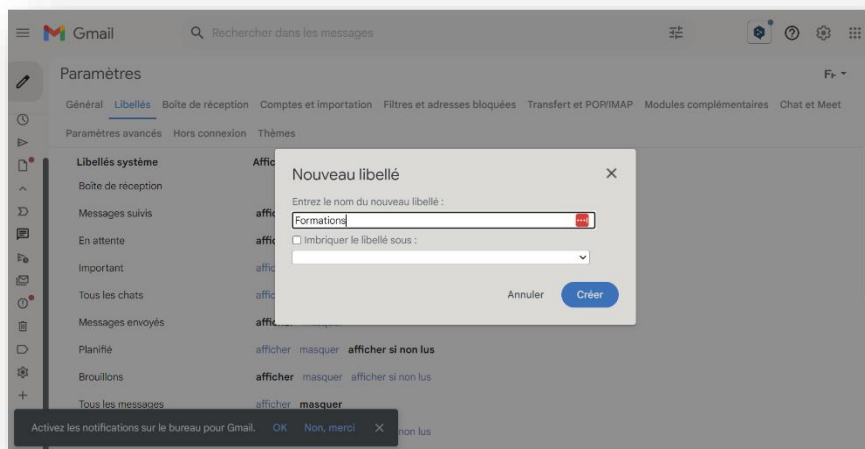 Gmail
Rechercher dans les messages
Paramètres
Fr
Général Libellés Boîte de réception Comptes et importation Filtres et adresses bloquées Transfert et POP/IMAP Modules complémentaires Chat et Meet
Paramètres avancés Hors connexion Thèmes
Libellés système
Boîte de réception
Messages suivis
En attente
Important
Tous les chats
Messages envoyés
Planifié afficher masquer afficher si non lus
Brouillons afficher masquer afficher si non lus
Tous les messages afficher masquer
non lus
Nouveau libellé
Entrez le nom du nouveau libellé :
Formations
Imbriquer le libellé sous :
Annuler Créer
Activez les notifications sur le bureau pour Gmail. OK Non, merci